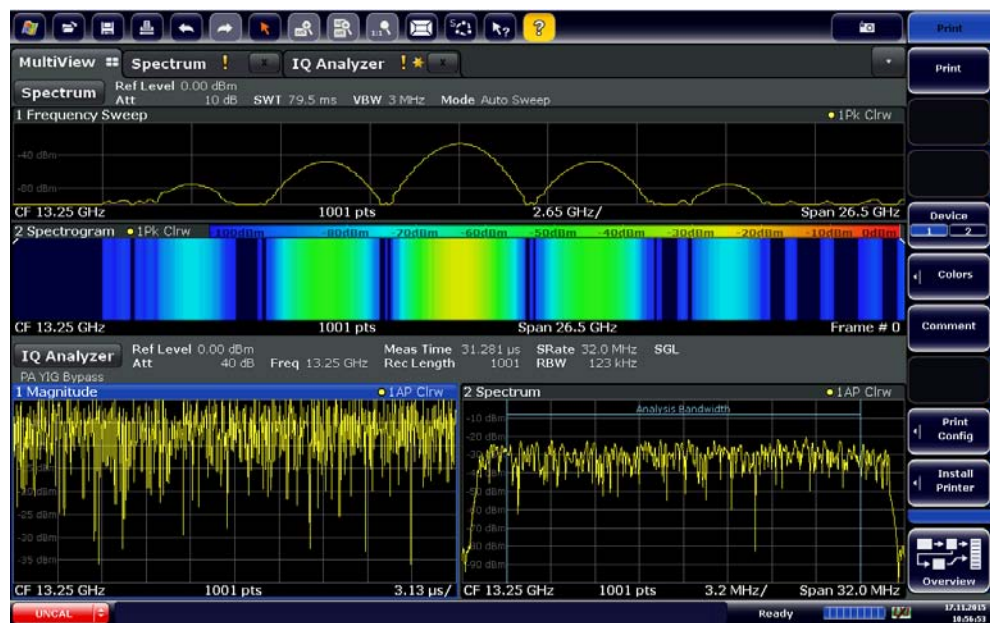 Print
MultiView Spectrum ! IQ Analyzer !
Print
Spectrum Ref Level 0.00 dBm
Att 10 dB SWT 79.5 ms VBW 3 MHz Mode Auto Sweep
1 Frequency Sweep 1Pk Clrw
-40 dBm
-80 dBm
CF 13.25 GHz 1001 pts 2.65 GHz/ Span 26.5 GHz
Device
1 2
2 Spectrogram 1Pk Clrw -100dBm -80dBm -70dBm -60dBm -50dBm -40dBm -30dBm -20dBm -10dBm 0dBm
Colors
CF 13.25 GHz 1001 pts Span 26.5 GHz Frame # 0
Comment
IQ Analyzer Ref Level 0.00 dBm Meas Time 31.281 µs SRate 32.0 MHz SGL
Att 40 dB Freq 13.25 GHz Rec Length 1001 RBW 123 kHz
PA YIG Bypass
1 Magnitude 1AP Clrw 2 Spectrum 1AP Clrw
Analysis Bandwidth
-10 dBm
-20 dBm
Print
Config
Install
Printer
-25 dBm
-30 dBm
-35 dBm
-90 dBm
Overview
CF 13.25 GHz 1001 pts 3.13 µs/ CF 13.25 GHz 1001 pts 3.2 MHz/ Span 32.0 MHz
UNCAL Ready 17.11.2015
10:56:53